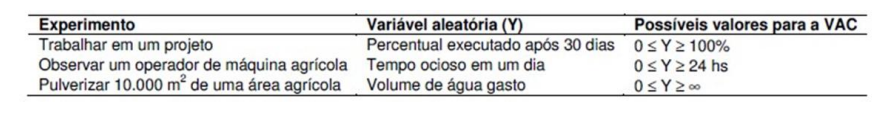 Experimento Variável aleatória (Y) Possíveis valores para a VAC
Trabalhar em um projeto Percentual executado após 30 dias 0 ≤ Y ≥ 100%
Observar um operador de máquina agrícola Tempo ocioso em um dia 0 ≤ Y ≥ 24 hs
Pulverizar 10.000 m² de uma área agrícola Volume de água gasto 0 ≤ Y ≥ ∞